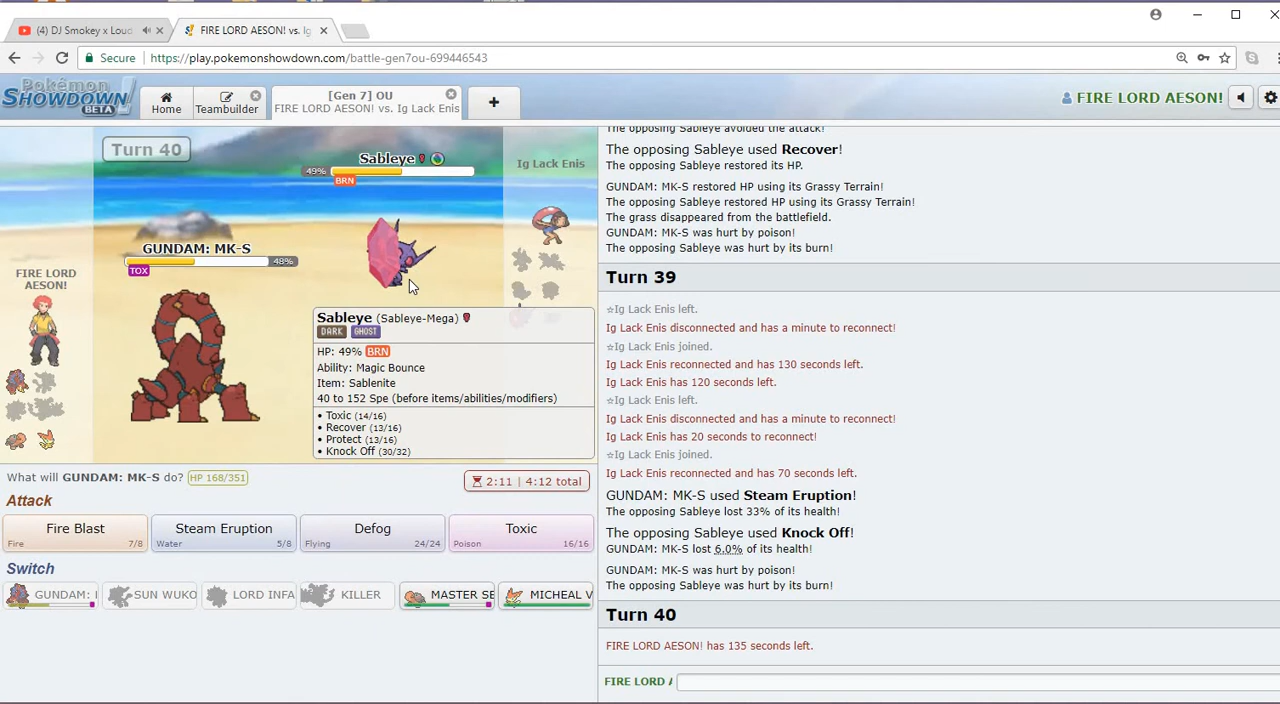 (4) DJ Smokey x Loud
FIRE LORD AESON! vs. Ig
Secure
https://play.pokemonshowdown.com/battle-gen7ou-699446543
Pokémon
SHOWDOWN!
BETA
Home
Teambuilder
[Gen 7] OU
FIRE LORD AESON! vs. Ig Lack Enis
FIRE LORD AESON!
Turn 40
Sableye
49%
BRN
Ig Lack Enis
GUNDAM: MK-S
48%
TOX
FIRE LORD
AESON!
Sableye (Sableye-Mega)
DARK GHOST
HP: 49% BRN
Ability: Magic Bounce
Item: Sablenite
40 to 152 Spe (before items/abilities/modifiers)
• Toxic (14/16)
• Recover (13/16)
• Protect (13/16)
• Knock Off (30/32)
What will GUNDAM: MK-S do? HP 168/351
2:11 | 4:12 total
Attack
Fire Blast
Fire 7/8
Steam Eruption
Water 5/8
Defog
Flying 24/24
Toxic
Poison 16/16
Switch
GUNDAM:
SUN WUKO
LORD INFA
KILLER
MASTER SE
MICHEAL V
The opposing Sableye avoided the attack!
The opposing Sableye used Recover!
The opposing Sableye restored its HP.
GUNDAM: MK-S restored HP using its Grassy Terrain!
The opposing Sableye restored HP using its Grassy Terrain!
The grass disappeared from the battlefield.
GUNDAM: MK-S was hurt by poison!
The opposing Sableye was hurt by its burn!
Turn 39
☆Ig Lack Enis left.
Ig Lack Enis disconnected and has a minute to reconnect!
☆Ig Lack Enis joined.
Ig Lack Enis reconnected and has 130 seconds left.
Ig Lack Enis has 120 seconds left.
☆Ig Lack Enis left.
Ig Lack Enis disconnected and has a minute to reconnect!
Ig Lack Enis has 20 seconds to reconnect!
☆Ig Lack Enis joined.
Ig Lack Enis reconnected and has 70 seconds left.
GUNDAM: MK-S used Steam Eruption!
The opposing Sableye lost 33% of its health!
The opposing Sableye used Knock Off!
GUNDAM: MK-S lost 6.0% of its health!
GUNDAM: MK-S was hurt by poison!
The opposing Sableye was hurt by its burn!
Turn 40
FIRE LORD AESON! has 135 seconds left.
FIRE LORD